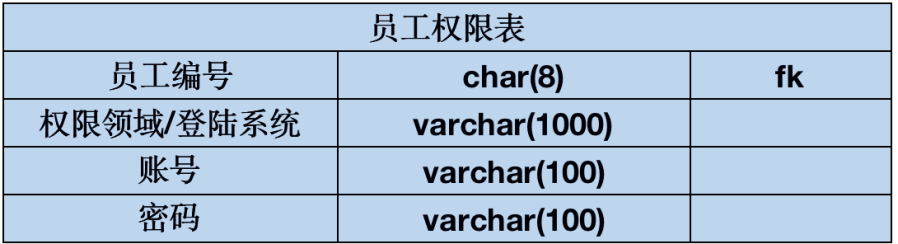 员工权限表
员工编号 char(8) fk
权限领域/登陆系统 varchar(1000)
账号 varchar(100)
密码 varchar(100)